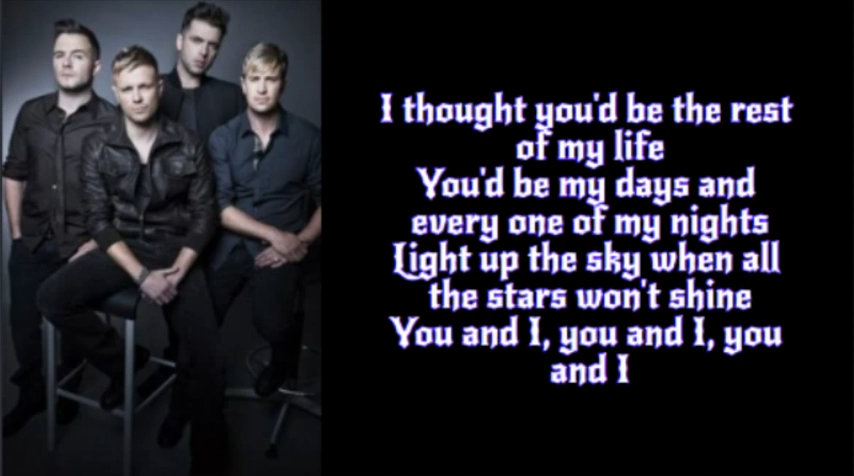 I thought you'd be the rest
of my life
You'd be my days and
every one of my nights
Light up the sky when all
the stars won't shine
You and I, you and I, you
and I